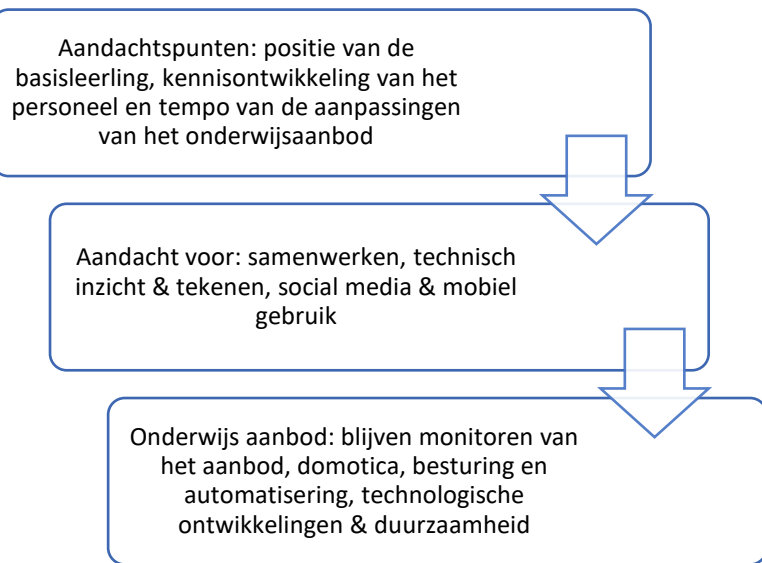 Aandachtspunten: positie van de
basisleerling, kennisontwikkeling van het
personeel en tempo van de aanpassingen
van het onderwijsaanbod
Aandacht voor: samenwerken, technisch
inzicht & tekenen, social media & mobiel
gebruik
Onderwijs aanbod: blijven monitoren van
het aanbod, domotica, besturing en
automatisering, technologische
ontwikkelingen & duurzaamheid